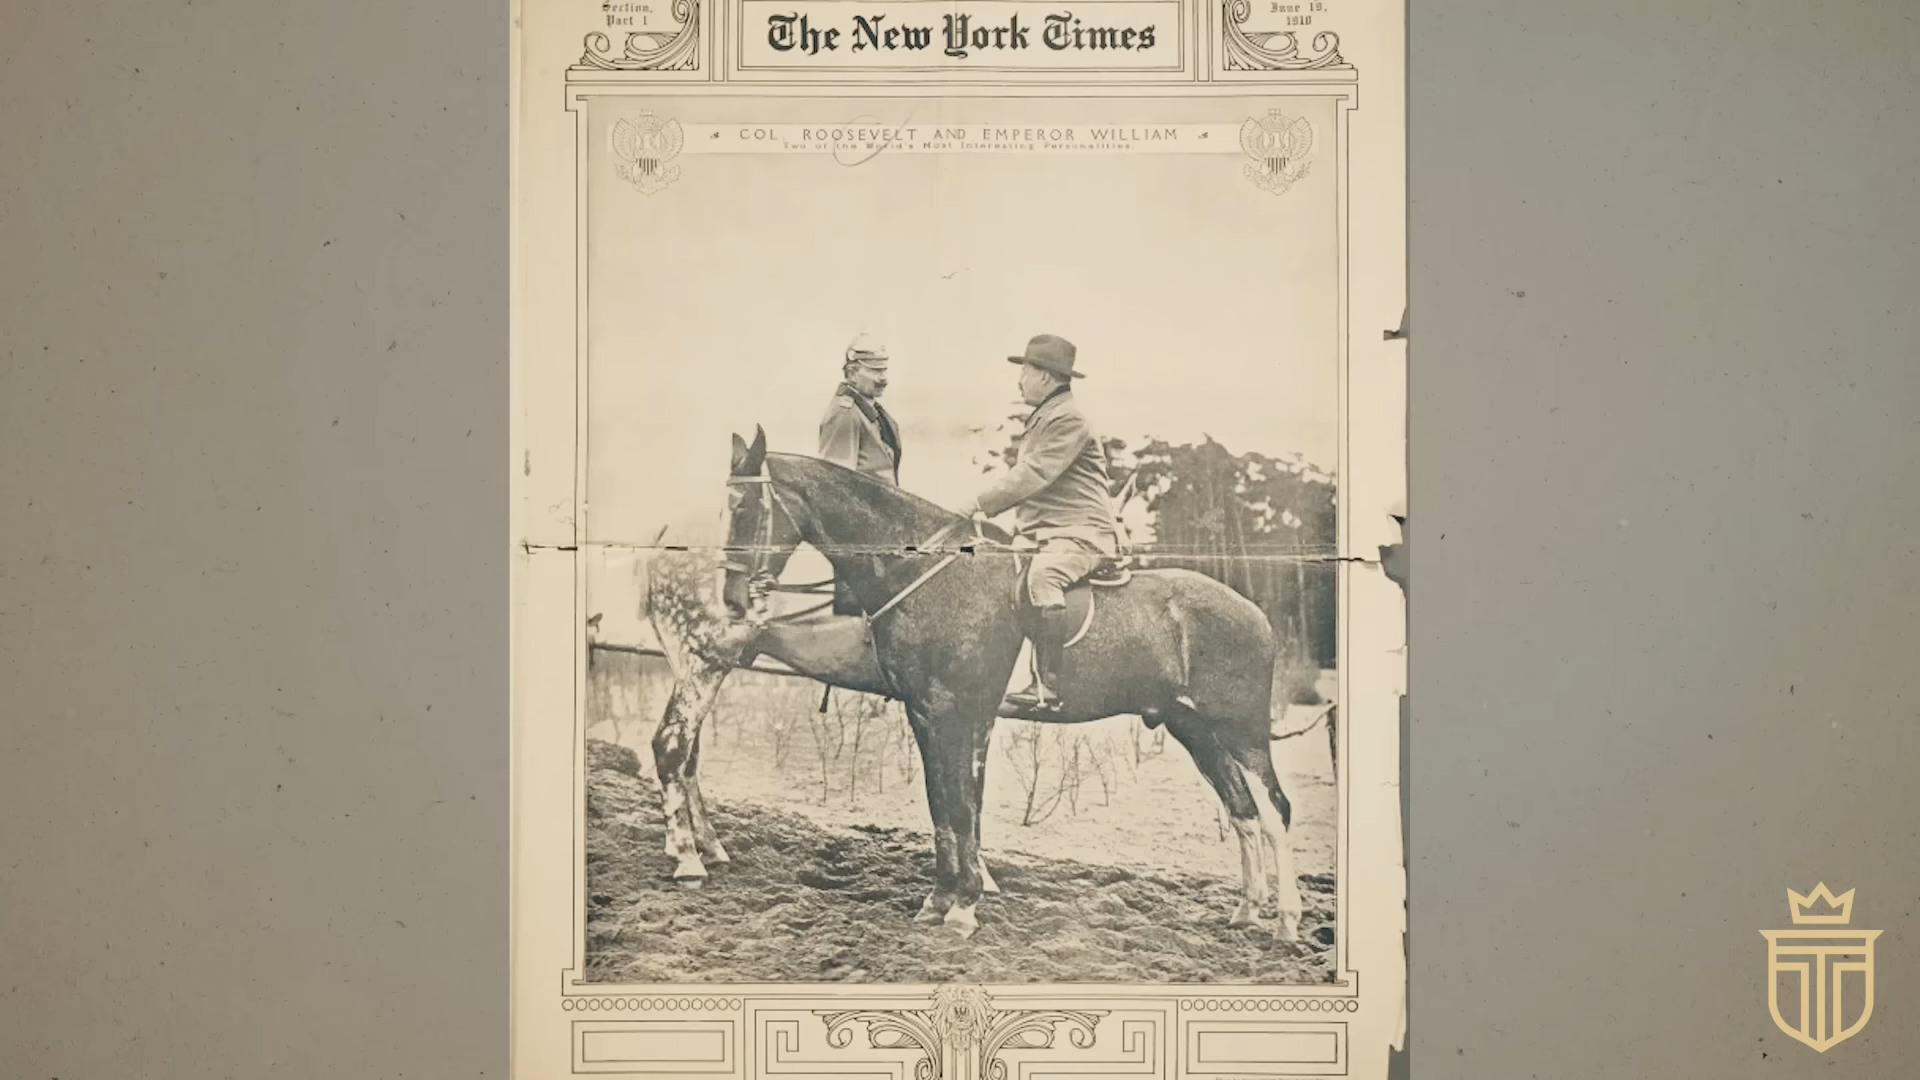 Section,
Part 1
The New York Times
June 19,
1910
COL. ROOSEVELT AND EMPEROR WILLIAM
Two of the World's Most Interesting Personalities.